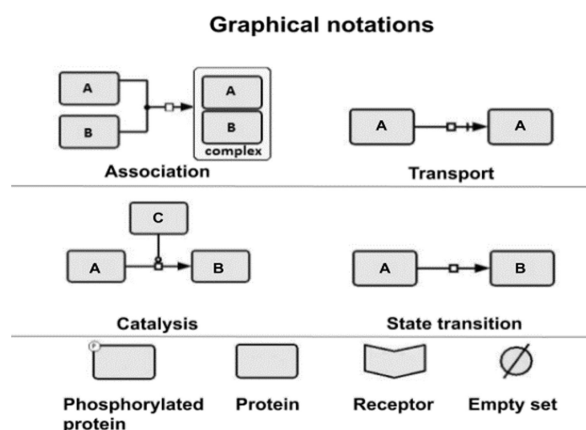 Graphical notations
A
B
A
B
complex
Association
A
A
Transport
C
A
B
Catalysis
A
B
State transition
P
Phosphorylated
protein
Protein
Receptor
Empty set